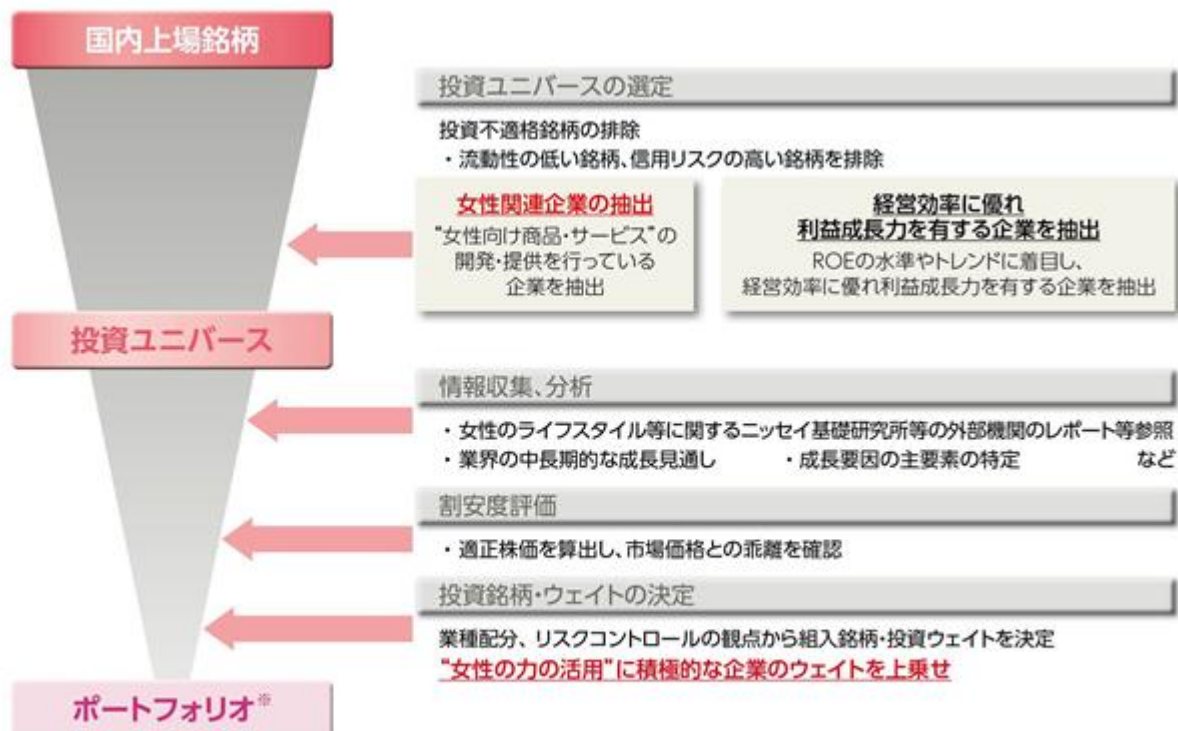 国内上場銘柄
投資ユニバースの選定
投資不適格銘柄の排除
・流動性の低い銘柄、信用リスクの高い銘柄を排除
女性関連企業の抽出
“女性向け商品・サービス”の
開発・提供を行っている
企業を抽出
経営効率に優れ
利益成長力を有する企業を抽出
ROEの水準やトレンドに着目し、
経営効率に優れ利益成長力を有する企業を抽出
投資ユニバース
情報収集、分析
・女性のライフスタイル等に関するニッセイ基礎研究所等の外部機関のレポート等参照
・業界の中長期的な成長見通し ・成長要因の主要素の特定 など
割安度評価
・適正株価を算出し、市場価格との乖離を確認
投資銘柄・ウェイトの決定
業種配分、リスクコントロールの観点から組入銘柄・投資ウェイトを決定
“女性の力の活用”に積極的な企業のウェイトを上乗せ
ポートフォリオ※